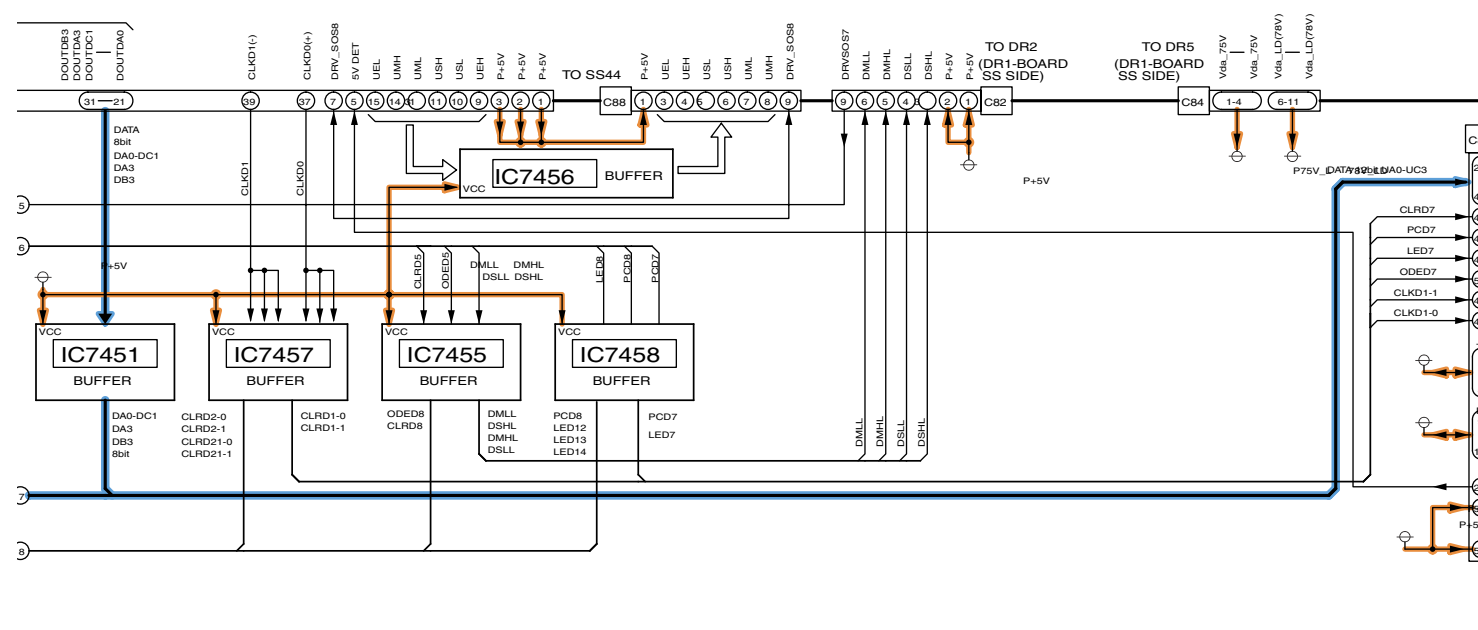 DOUTDB3
DOUTDA3
DOUTDC1
DOUTDA0
CLKD1(-)
CLKD0(+)
DRV_SOS8
5V DET
UEL
UMH
UML
USH
USL
UEH
P+5V
P+5V
P+5V
TO SS44
P+5V
UEL
UEH
USL
USH
UML
UMH
DRV_SOS8
DRVSOS7
DMLL
DMHL
DSLL
DSHL
P+5V
P+5V
TO DR2
(DR1-BOARD
SS SIDE)
TO DR5
(DR1-BOARD
SS SIDE)
Vda_75V
Vda_75V
Vda_LD(78V)
Vda_LD(78V)
31
21
39
37
7
5
15
14
11
10
9
3
2
1
C88
1
3
4
5
6
7
8
9
9
6
5
4
2
1
C82
C84
1-4
6-11
DATA
8bit
DA0-DC1
DA3
DB3
CLKD1
CLKD0
IC7456
BUFFER
VCC
P+5V
5
6
P+5V
CLRD5
ODED5
DMLL DMHL
DSLL DSHL
LED8
PCD8
PCD7
CLRD7
PCD7
LED7
ODED7
CLKD1-1
CLKD1-0
VCC
IC7451
BUFFER
VCC
IC7457
BUFFER
VCC
IC7455
BUFFER
VCC
IC7458
BUFFER
DA0-DC1
DA3
DB3
8bit
CLRD2-0
CLRD2-1
CLRD21-0
CLRD21-1
CLRD1-0
CLRD1-1
ODED8
CLRD8
DMLL
DSHL
DMHL
DSLL
PCD8
LED12
LED13
LED14
PCD7
LED7
DMLL
DMHL
DSLL
DSHL
7
8